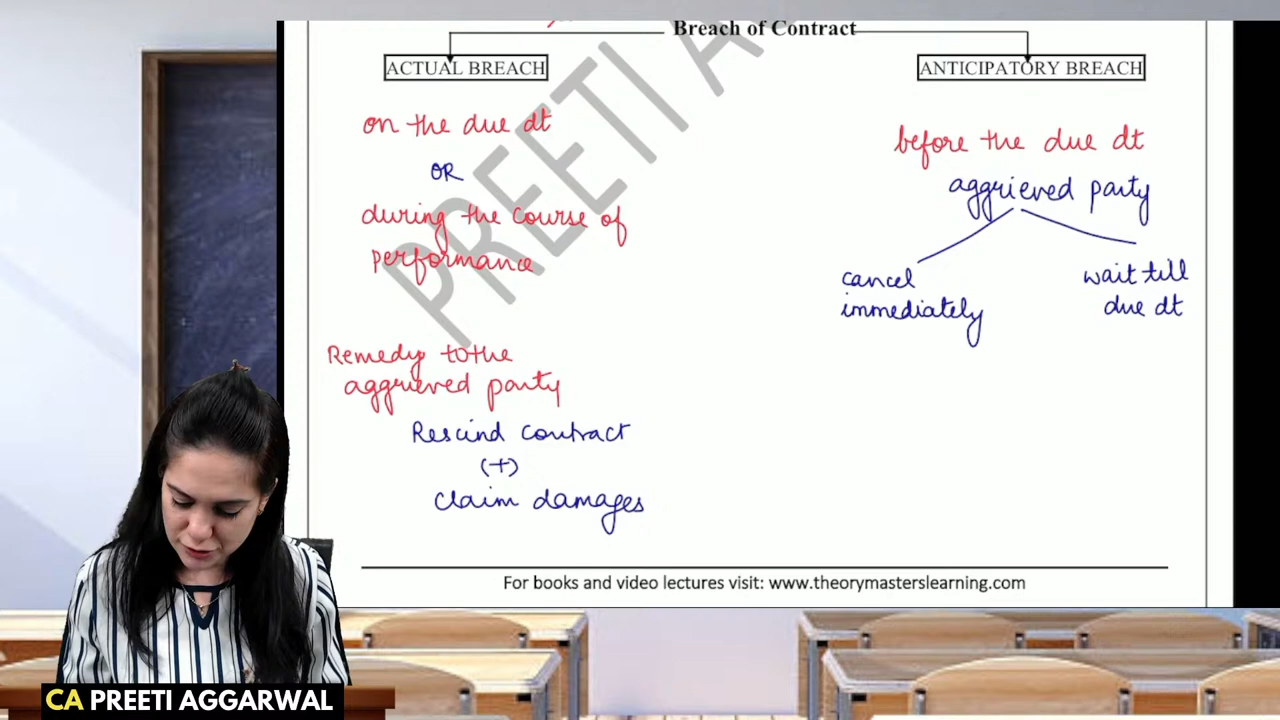 Breach of Contract
ACTUAL BREACH
on the due dt
OR
during the course of
performance
Remedy to the
aggrieved party
Rescind contract
(+)
claim damages
ANTICIPATORY BREACH
before the due dt
aggrieved party
cancel
immediately
wait till
due dt
PREETI A
For books and video lectures visit: www.theorymasterslearning.com
CA PREETI AGGARWAL